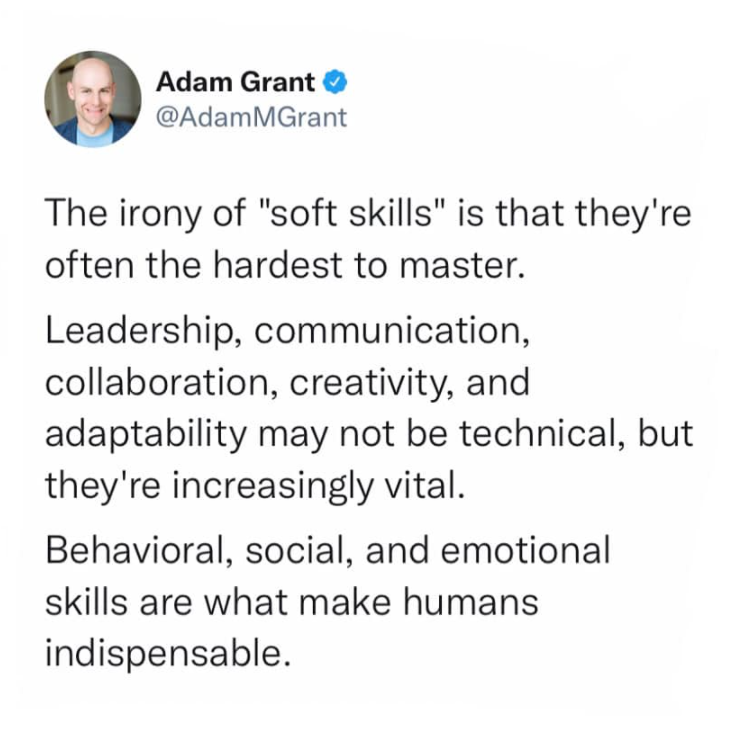 Adam Grant
@AdamMGrant
The irony of "soft skills" is that they're
often the hardest to master.
Leadership, communication,
collaboration, creativity, and
adaptability may not be technical, but
they're increasingly vital.
Behavioral, social, and emotional
skills are what make humans
indispensable.